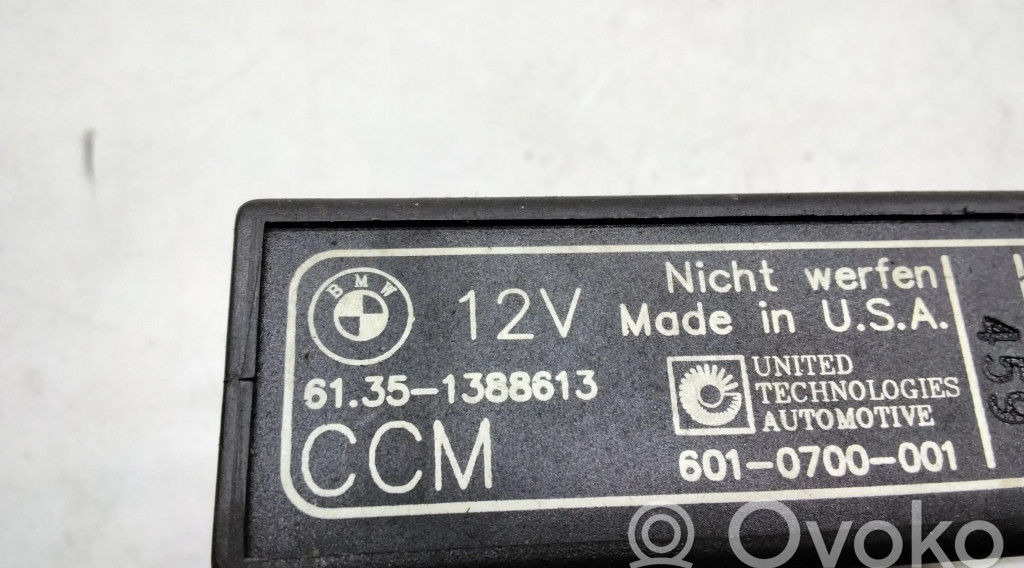 BMW
12V
Nicht werfen
Made in U.S.A.
61.35-1388613
CCM
UNITED
TECHNOLOGIES
AUTOMOTIVE
601-0700-001
Ovoko